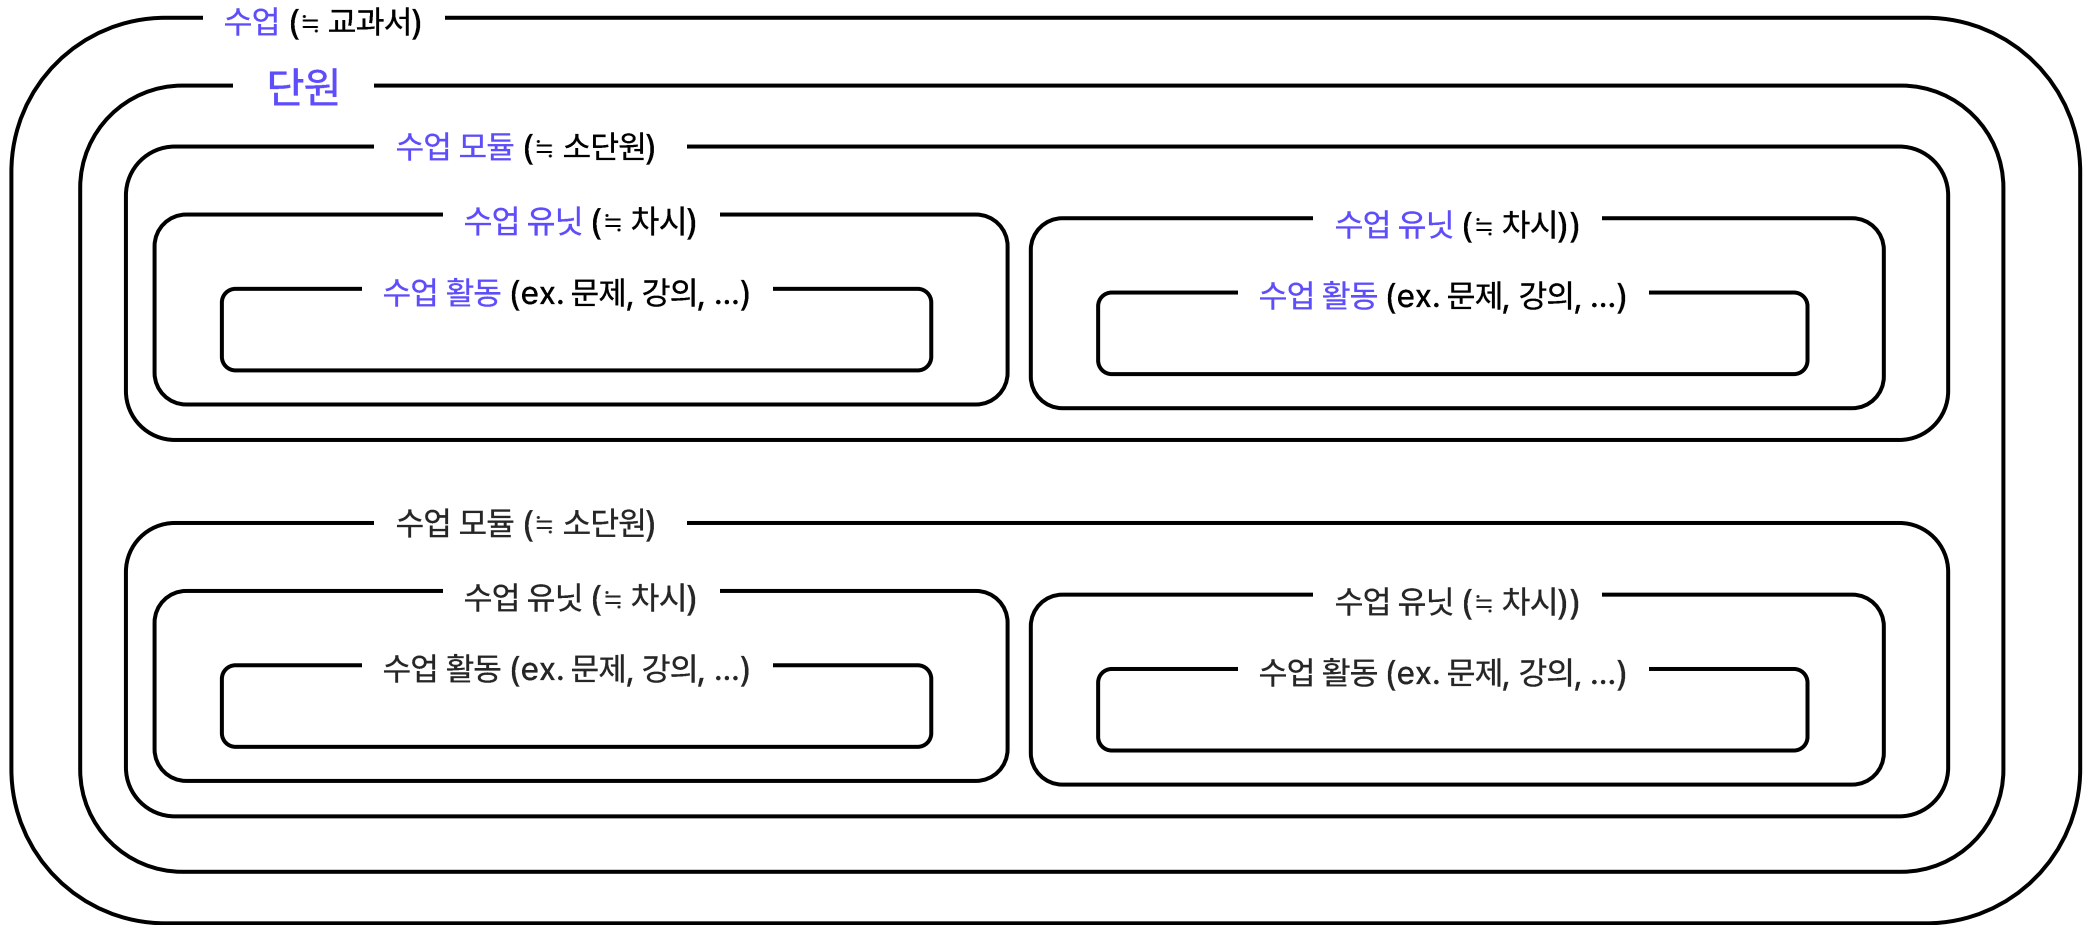 수업 (≒ 교과서)
단원
수업 모듈 (≒ 소단원)
수업 유닛 (≒ 차시)
수업 유닛 (≒ 차시))
수업 활동 (ex. 문제, 강의, ...)
수업 활동 (ex. 문제, 강의, ...)
수업 모듈 (≒ 소단원)
수업 유닛 (≒ 차시)
수업 유닛 (≒ 차시))
수업 활동 (ex. 문제, 강의, ...)
수업 활동 (ex. 문제, 강의, ...)